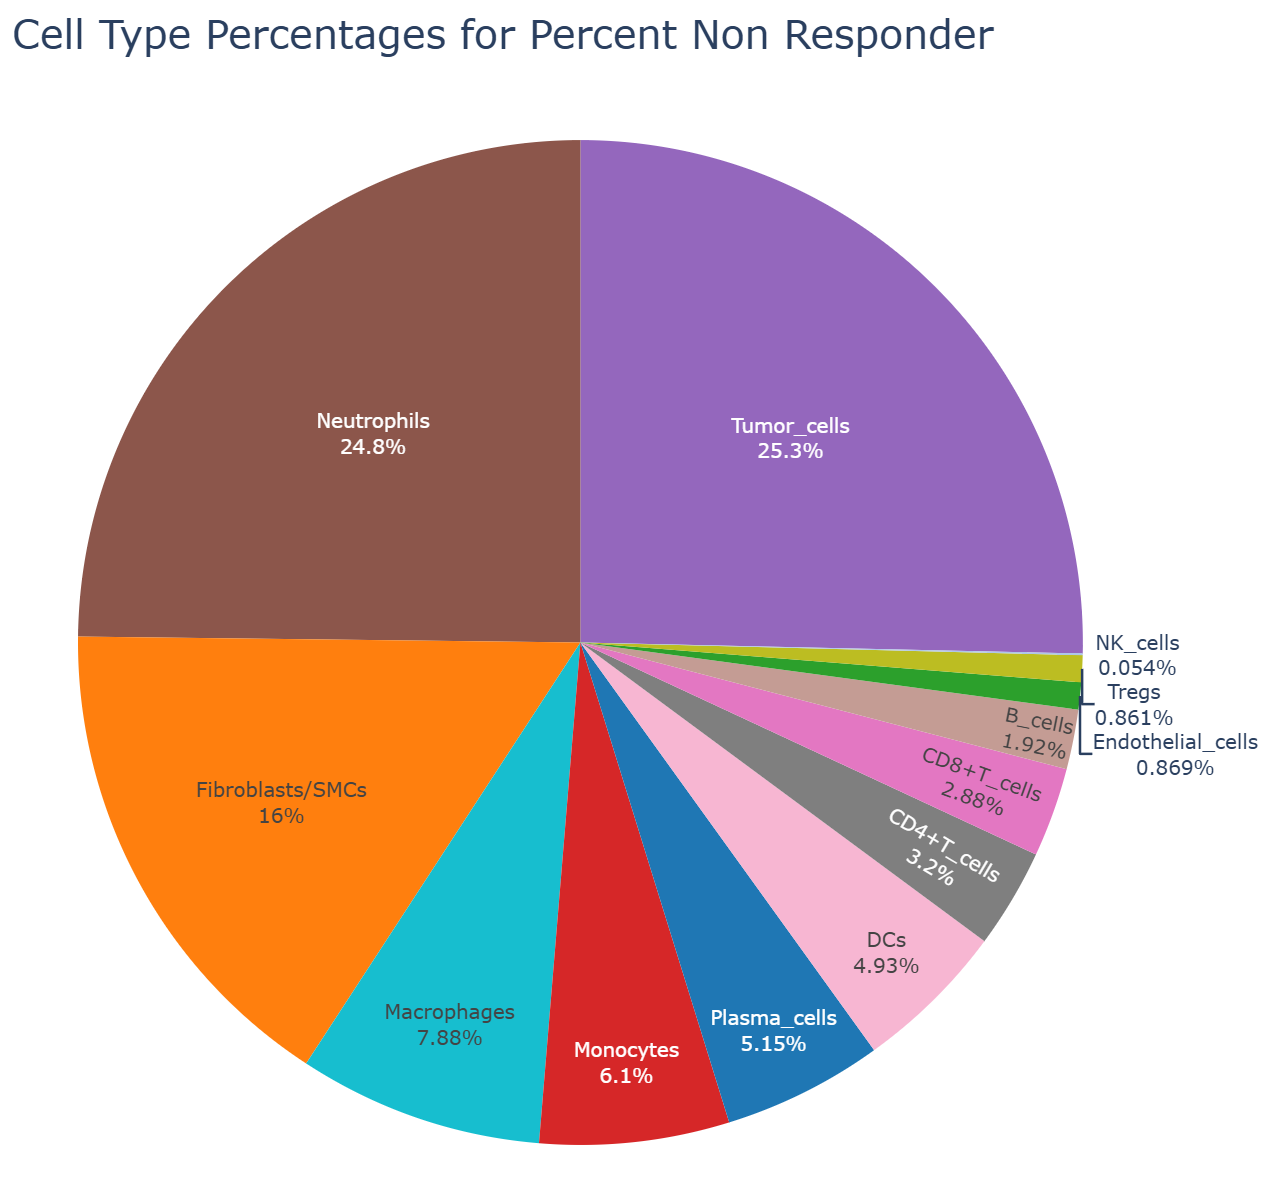 Cell Type Percentages for Percent Non Responder
Neutrophils
24.8%
Tumor_cells
25.3%
NK_cells
0.054%
Tregs
0.861%
Endothelial_cells
0.869%
B_cells
1.92%
CD8+T_cells
2.88%
CD4+T_cells
3.2%
DCs
4.93%
Plasma_cells
5.15%
Monocytes
6.1%
Macrophages
7.88%
Fibroblasts/SMCs
16%